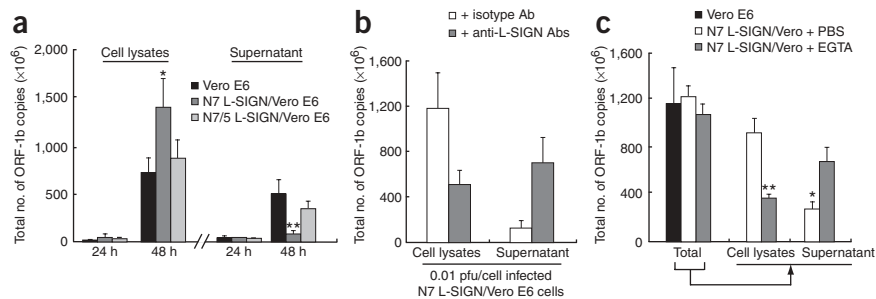 a
Cell lysates
Supernatant
Total no. of ORF-1b copies (×10⁶)
2,000
1,500
1,000
500
0
*
**
Vero E6
N7 L-SIGN/Vero E6
N7/5 L-SIGN/Vero E6
24 h
48 h
24 h
48 h
b
+ isotype Ab
+ anti-L-SIGN Abs
Total no. of ORF-1b copies (×10⁶)
1,600
1,200
800
400
0
Cell lysates
Supernatant
0.01 pfu/cell infected
N7 L-SIGN/Vero E6 cells
c
Vero E6
N7 L-SIGN/Vero + PBS
N7 L-SIGN/Vero + EGTA
Total no. of ORF-1b copies (×10⁶)
1,600
1,200
800
400
0
**
*
Total
Cell lysates
Supernatant